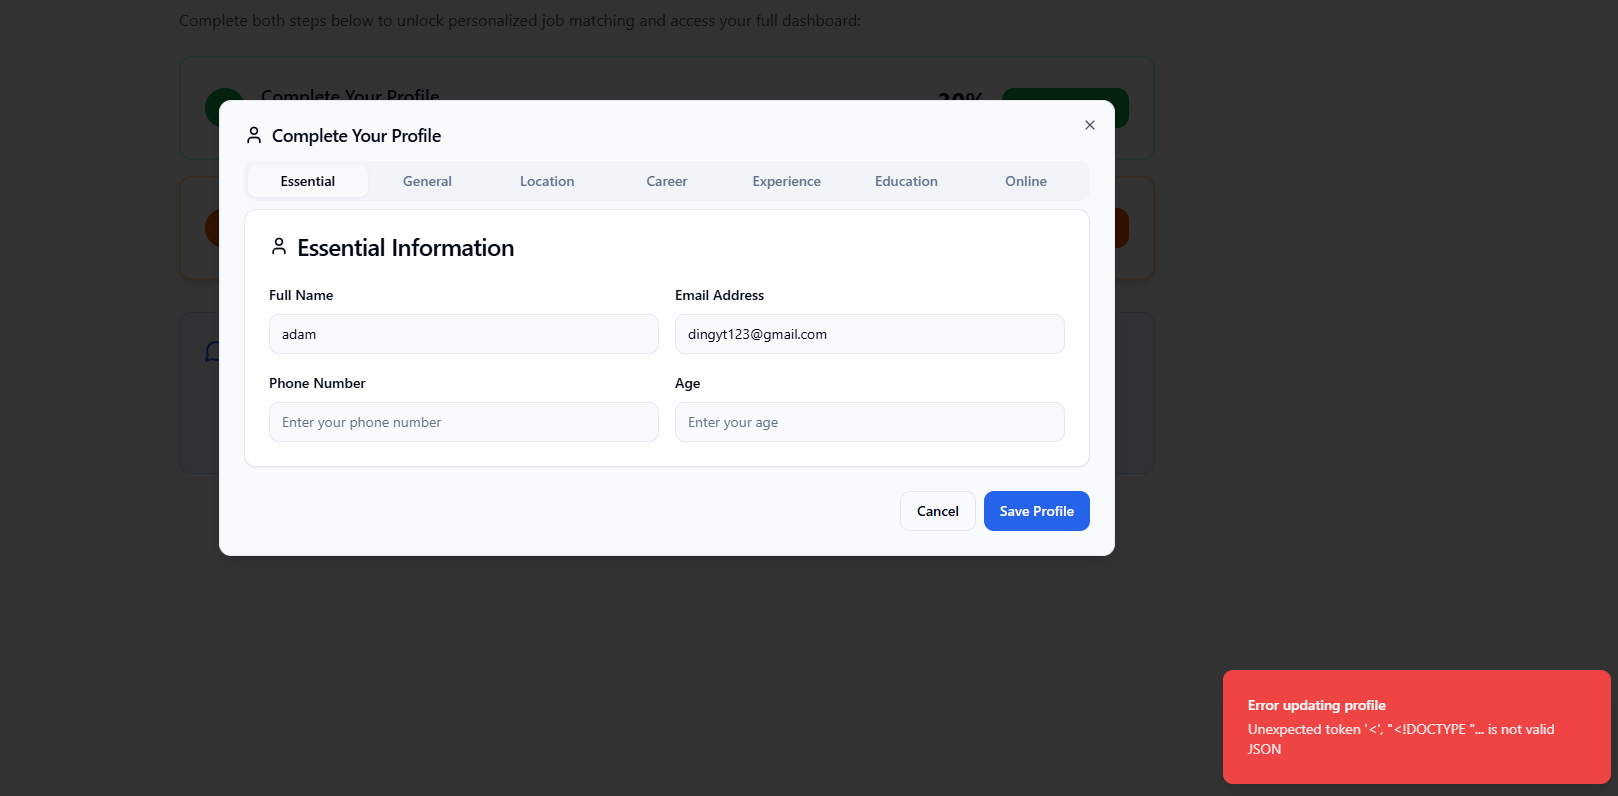 Complete both steps below to unlock personalized job matching and access your full dashboard:
Complete Your Profile
30%
Complete Your Profile
Essential
General
Location
Career
Experience
Education
Online
Essential Information
Full Name
Email Address
adam
dingyt123@gmail.com
Phone Number
Age
Enter your phone number
Enter your age
Cancel
Save Profile
Error updating profile
Unexpected token '<', "<!DOCTYPE "... is not valid
JSON